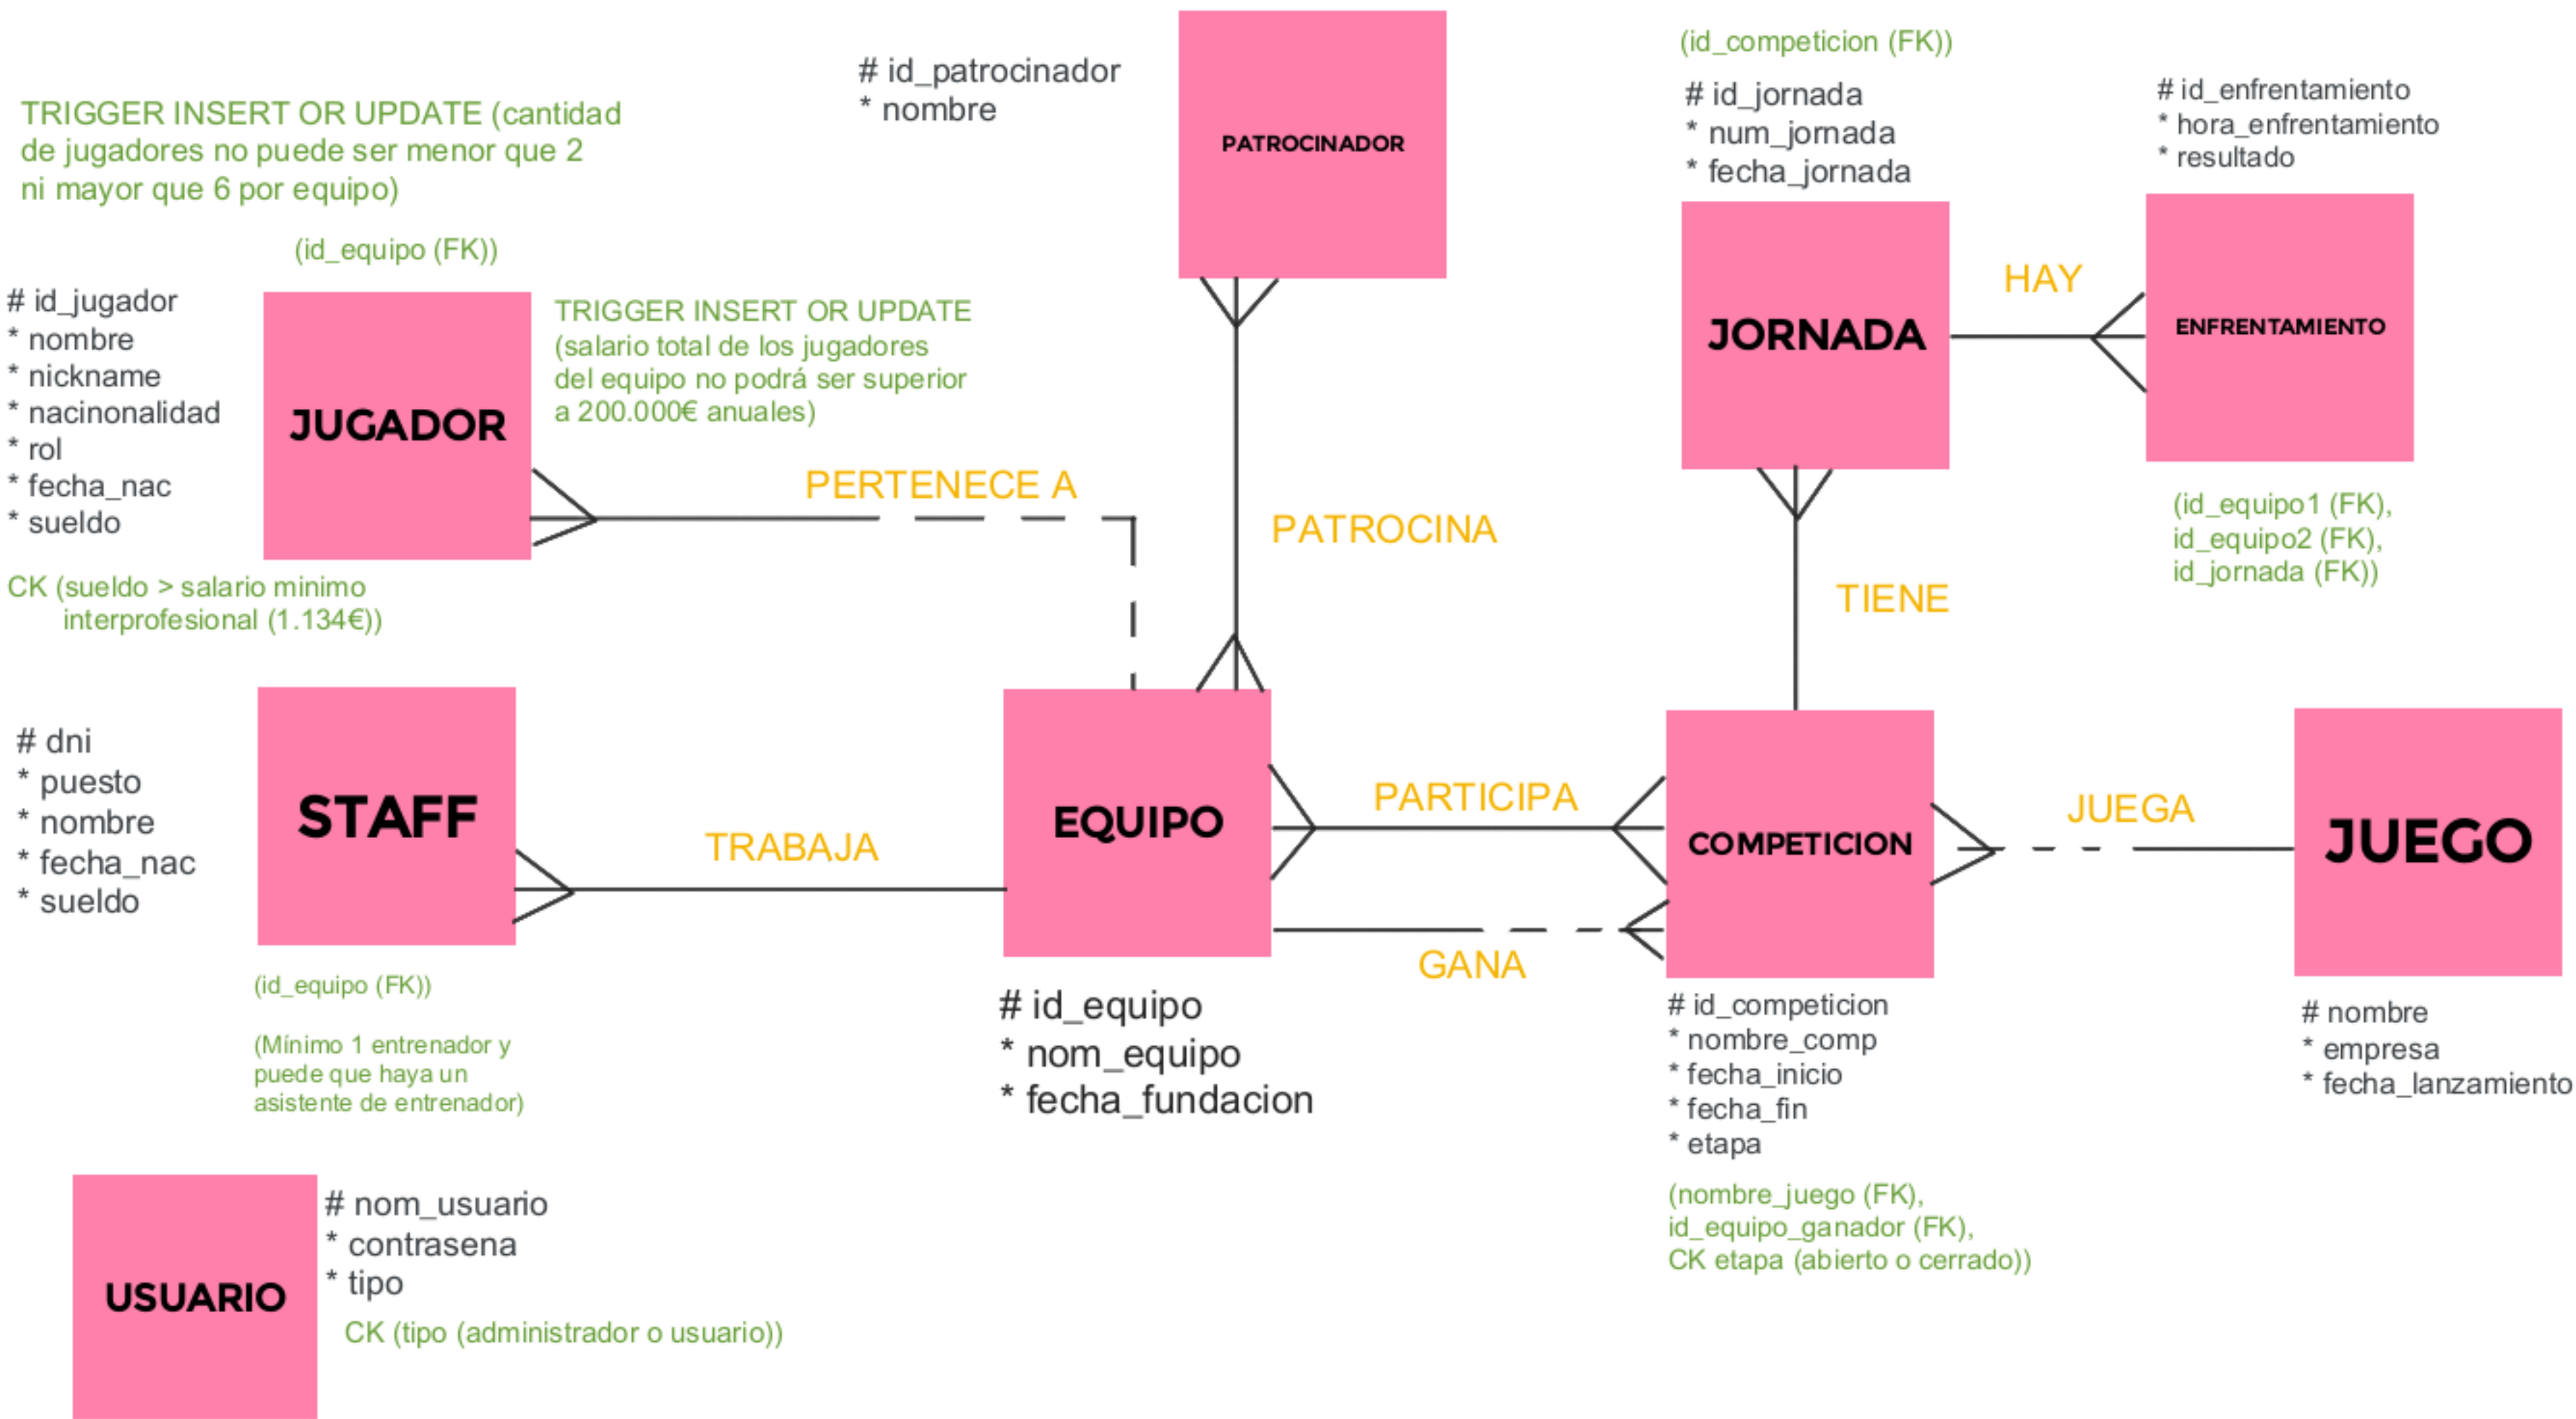 TRIGGER INSERT OR UPDATE (cantidad
de jugadores no puede ser menor que 2
ni mayor que 6 por equipo)
(id_equipo (FK))
# id_jugador
* nombre
* nickname
* nacinonalidad
* rol
* fecha_nac
* sueldo
JUGADOR
TRIGGER INSERT OR UPDATE
(salario total de los jugadores
del equipo no podrá ser superior
a 200.000€ anuales)
CK (sueldo > salario minimo
interprofesional (1.134€))
PERTENECE A
# id_patrocinador
* nombre
PATROCINADOR
PATROCINA
(id_competicion (FK))
# id_jornada
* num_jornada
* fecha_jornada
JORNADA
HAY
# id_enfrentamiento
* hora_enfrentamiento
* resultado
ENFRENTAMIENTO
(id_equipo1 (FK),
id_equipo2 (FK),
id_jornada (FK))
TIENE
# dni
* puesto
* nombre
* fecha_nac
* sueldo
STAFF
(id_equipo (FK))
(Mínimo 1 entrenador y
puede que haya un
asistente de entrenador)
TRABAJA
EQUIPO
# id_equipo
* nom_equipo
* fecha_fundacion
PARTICIPA
GANA
COMPETICION
# id_competicion
* nombre_comp
* fecha_inicio
* fecha_fin
* etapa
(nombre_juego (FK),
id_equipo_ganador (FK),
CK etapa (abierto o cerrado))
JUEGA
JUEGO
# nombre
* empresa
* fecha_lanzamiento
USUARIO
# nom_usuario
* contrasena
* tipo
CK (tipo (administrador o usuario))